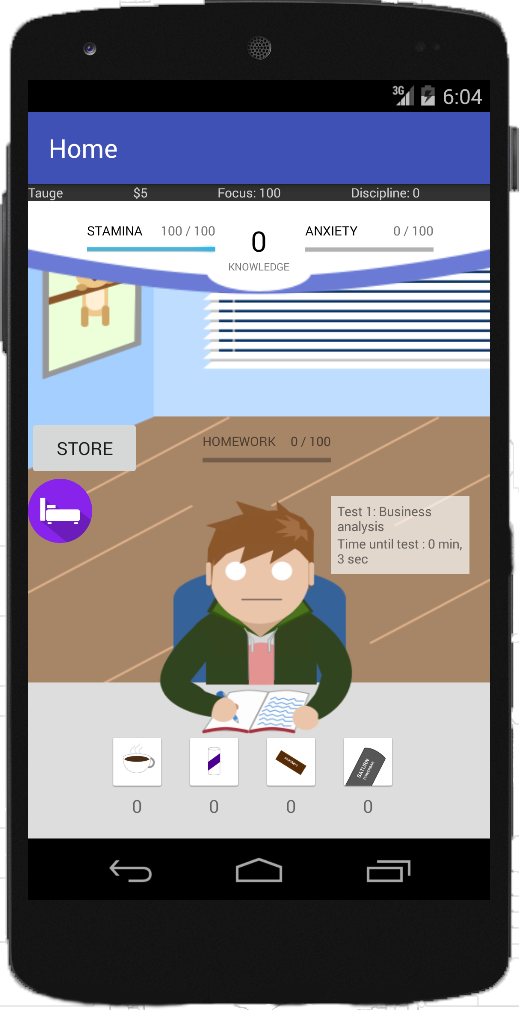 3G 6:04
Home
Tauge $5 Focus: 100 Discipline: 0
STAMINA 100 / 100 0 ANXIETY 0 / 100
KNOWLEDGE
STORE
HOMEWORK 0 / 100
Test 1: Business
analysis
Time until test : 0 min,
3 sec
SATURN
0 0 0 0